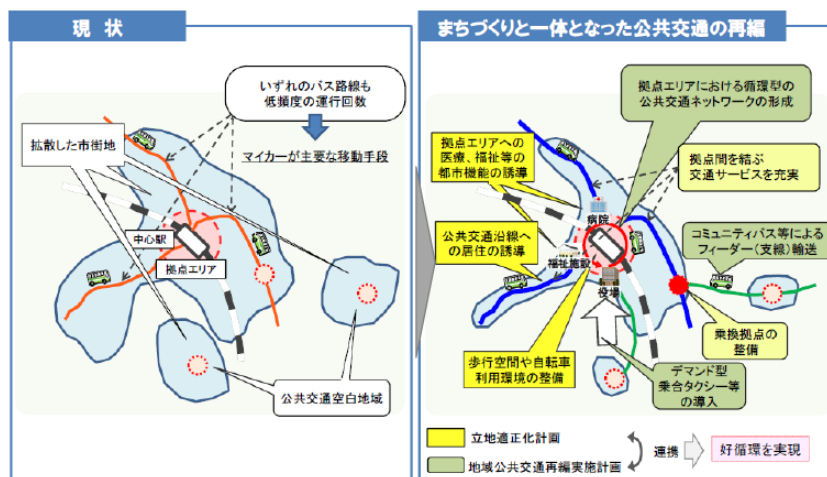 現 状
いずれのバス路線も
低頻度の運行回数
拡散した市街地
マイカーが主要な移動手段
中心駅
拠点エリア
公共交通空白地域
まちづくりと一体となった公共交通の再編
拠点エリアにおける循環型の
公共交通ネットワークの形成
拠点エリアへの
医療、福祉等の
都市機能の誘導
拠点間を結ぶ
交通サービスを充実
病院
公共交通沿線へ
の居住の誘導
福祉施設
コミュニティバス等による
フィーダー(支線)輸送
役場
乗換拠点の
整備
歩行空間や自転車
利用環境の整備
デマンド型
乗合タクシー等
の導入
立地適正化計画
地域公共交通再編実施計画
連携
好循環を実現